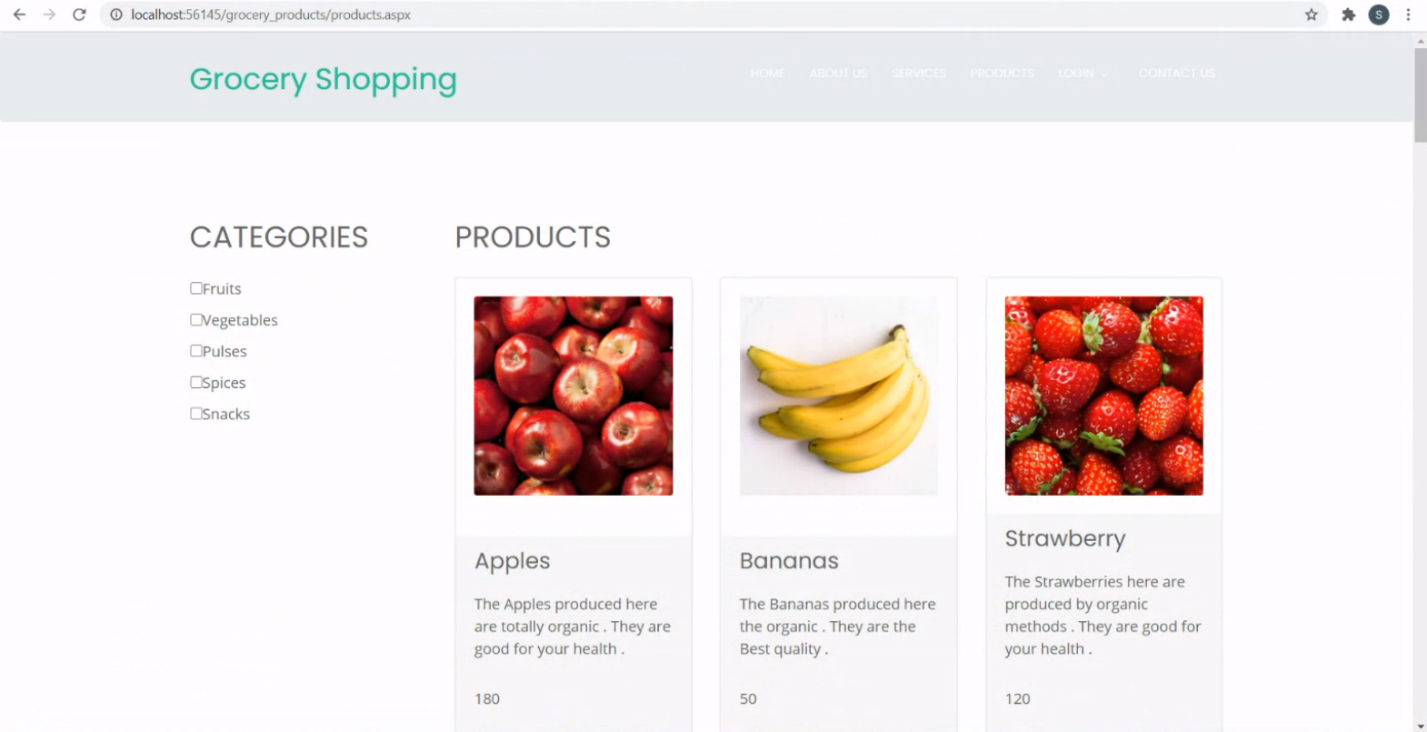 localhost:56145/grocery_products/products.aspx
S
Grocery Shopping
HOME ABOUT US SERVICES PRODUCTS LOGIN CONTACT US
CATEGORIES
Fruits
Vegetables
Pulses
Spices
Snacks
PRODUCTS
Apples
The Apples produced here
are totally organic . They are
good for your health .
180
Bananas
The Bananas produced here
the organic . They are the
Best quality .
50
Strawberry
The Strawberries here are
produced by organic
methods . They are good for
your health .
120